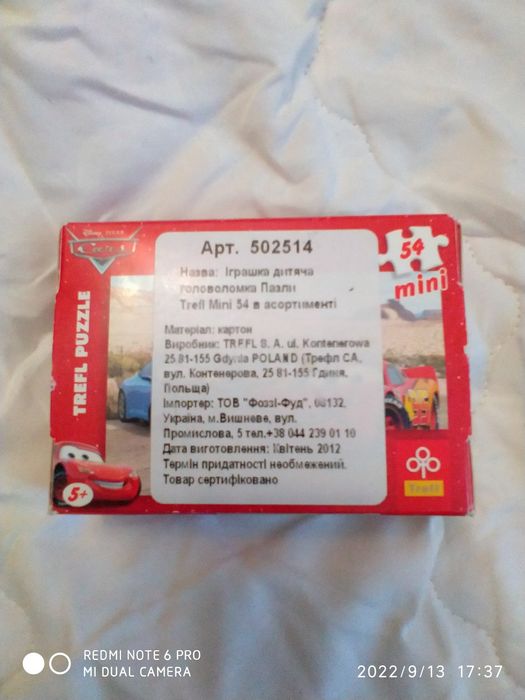 Disney PIXAR
Cars
TREFL PUZZLE
5+
54
mini
Trefl
Арт. 502514
Назва: Іграшка дитяча
головоломка Пазли
Trefl Mini 54 в асортименті
Матеріал: картон
Виробник: TREFL S. A. ul. Kontenerowa
25 81-155 Gdynia POLAND (Трефл СА,
вул. Контенерова, 25 81-155 Гдиня,
Польща)
Імпортер: ТОВ "Фоззі-Фуд", 08132,
Україна, м.Вишневе, вул.
Промислова, 5 тел.+38 044 239 01 10
Дата виготовлення: Квітень 2012
Термін придатності необмежений.
Товар сертифіковано
REDMI NOTE 6 PRO
MI DUAL CAMERA
2022/9/13 17:37